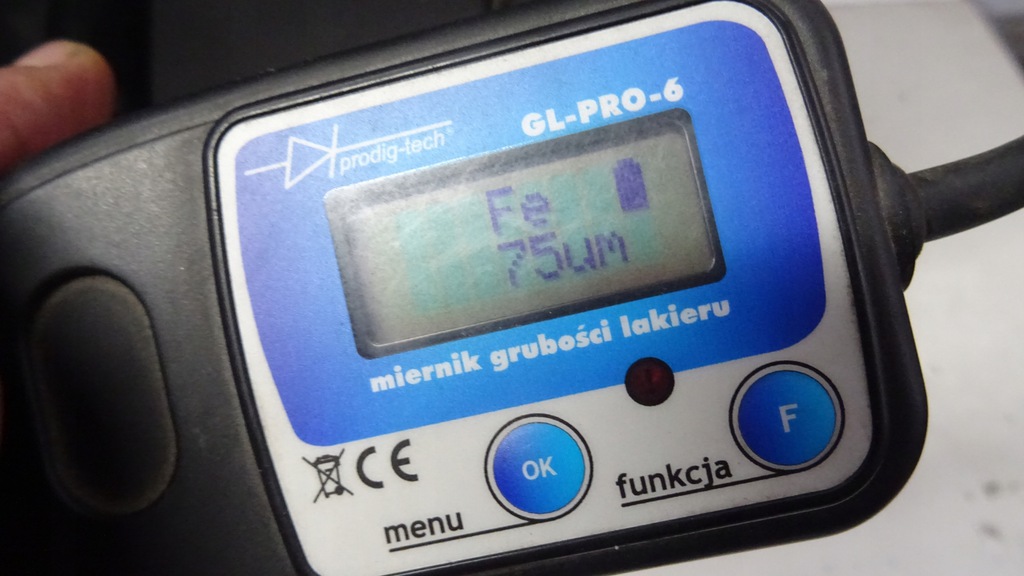 GL-PRO-6
prodig-tech®
Fe
75um
miernik grubości lakieru
CE
OK
F
menu
funkcja